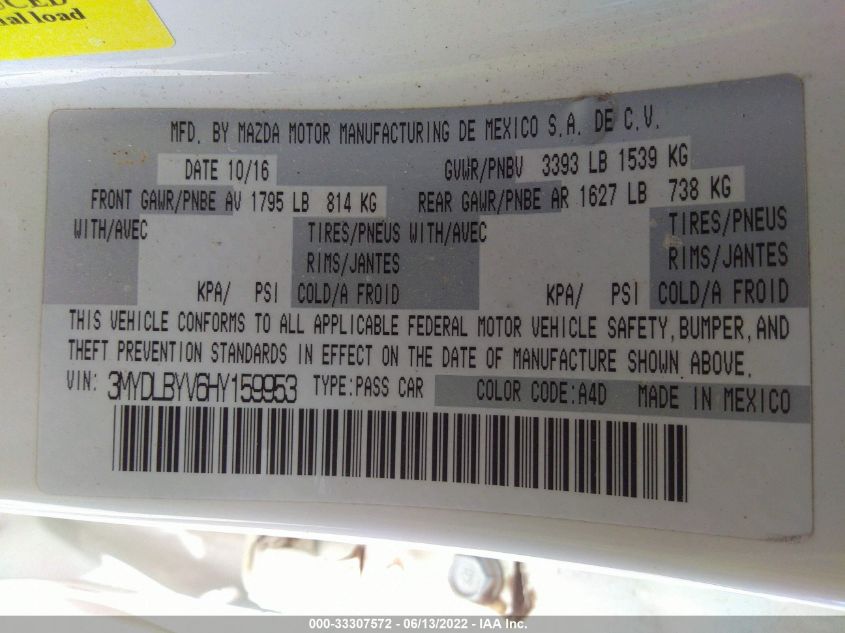 UCED
nal load
MFD. BY MAZDA MOTOR MANUFACTURING DE MEXICO S.A. DE C.V.
DATE 10/16 GVWR/PNBV 3393 LB 1539 KG
FRONT GAWR/PNBE AV 1795 LB 814 KG REAR GAWR/PNBE AR 1627 LB 738 KG
WITH/AVEC TIRES/PNEUS WITH/AVEC TIRES/PNEUS
RIMS/JANTES RIMS/JANTES
KPA/ PSI COLD/A FROID KPA/ PSI COLD/A FROID
THIS VEHICLE CONFORMS TO ALL APPLICABLE FEDERAL MOTOR VEHICLE SAFETY, BUMPER, AND
THEFT PREVENTION STANDARDS IN EFFECT ON THE DATE OF MANUFACTURE SHOWN ABOVE.
VIN: 3MYDLBYV6HY159953 TYPE:PASS CAR COLOR CODE:A4D MADE IN MEXICO
000-33307572 - 06/13/2022 - IAA Inc.